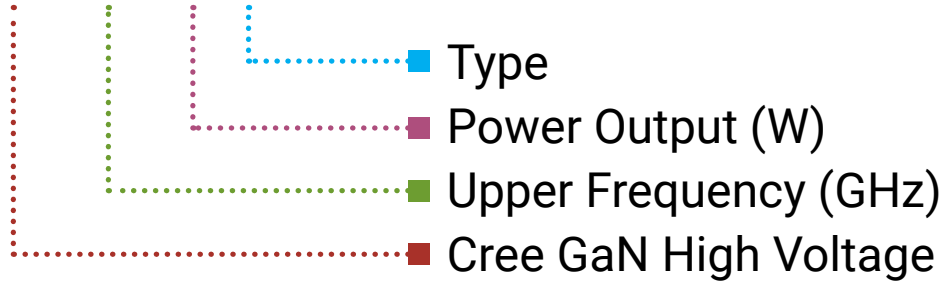 Type
Power Output (W)
Upper Frequency (GHz)
Cree GaN High Voltage